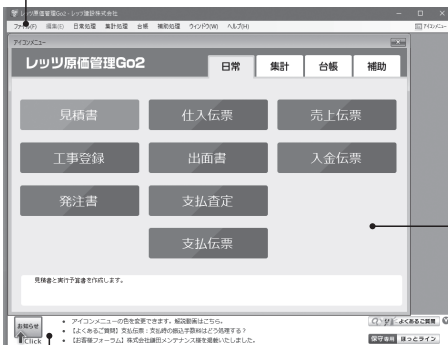 レッツ原価管理Go2 - レッツ建設株式会社
ファイル(F) 編集(E) 日常処理 集計処理 台帳 補助処理 ウインドウ(W) ヘルプ(H)
アイコンメニュー
アイコンメニュー
レッツ原価管理Go2 日常 集計 台帳 補助
見積書 仕入伝票 売上伝票
工事登録 出面書 入金伝票
発注書 支払査定
支払伝票
見積書と実行予算書を作成します。
お知らせ
Click
• アイコンメニューの色を変更できます。解説動画はこちら。
• 【よくあるご質問】支払伝票：支払時の振込手数料はどう処理する？
• 【お客様フォーラム】株式会社鎌田メンテナンス様を掲載いたしました。
よくあるご質問
保守専用 ほっとライン